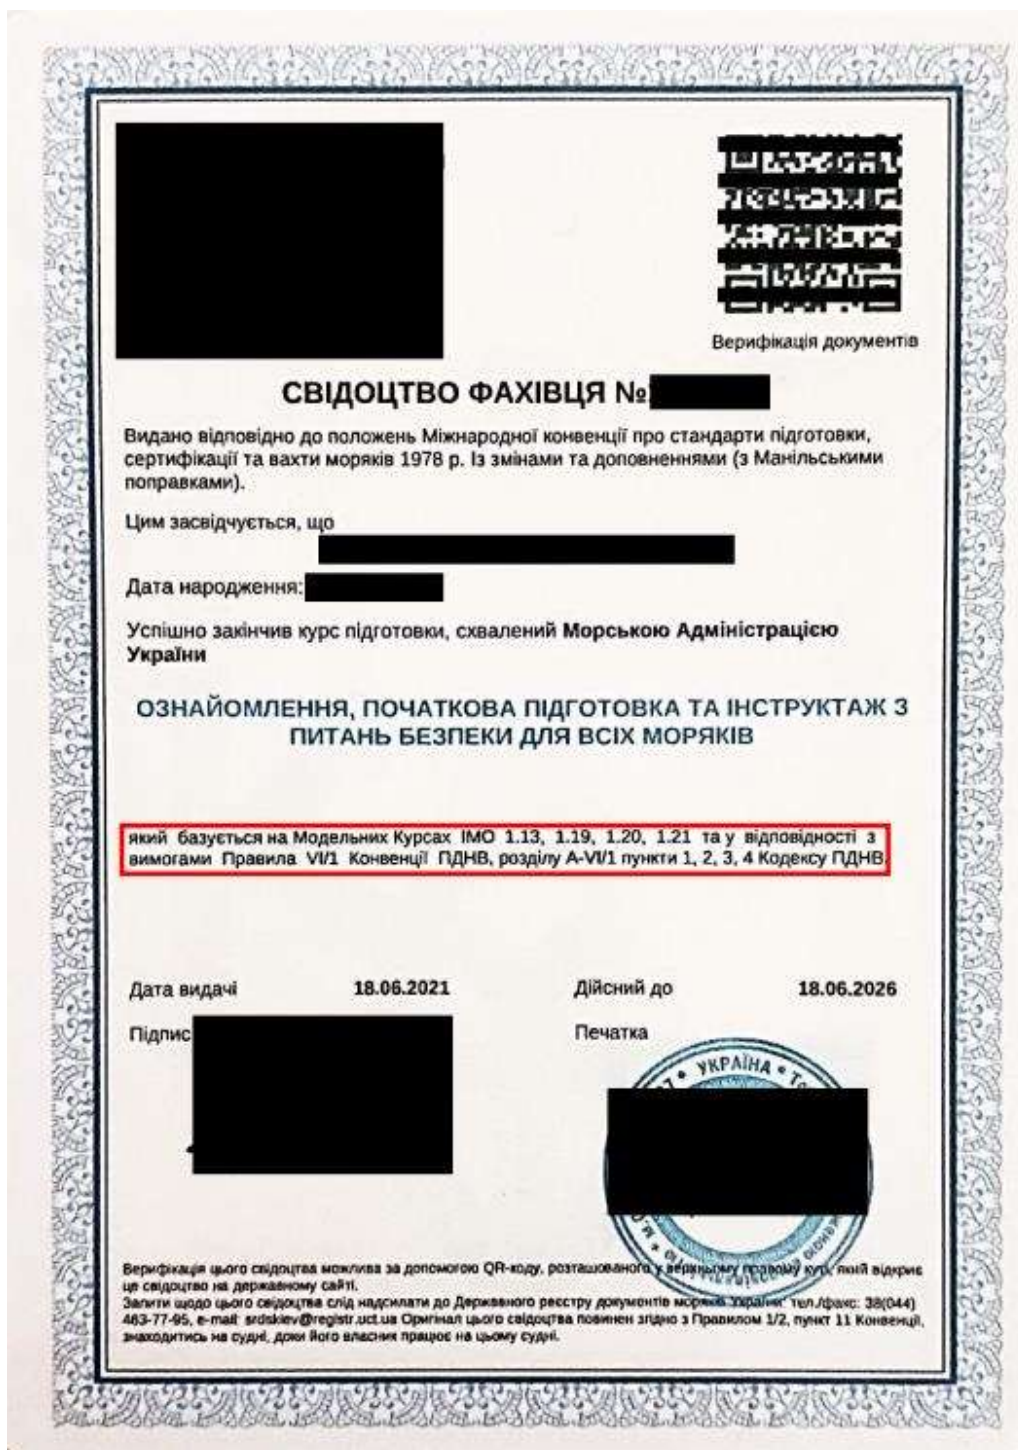 Верифікація документів
СВІДОЦТВО ФАХІВЦЯ №
Видано відповідно до положень Міжнародної конвенції про стандарти підготовки,
сертифікації та вахти моряків 1978 р. Із змінами та доповненнями (з Манільськими
поправками).
Цим засвідчується, що
Дата народження:
Успішно закінчив курс підготовки, схвалений Морською Адміністрацією
України
ОЗНАЙОМЛЕННЯ, ПОЧАТКОВА ПІДГОТОВКА ТА ІНСТРУКТАЖ З
ПИТАНЬ БЕЗПЕКИ ДЛЯ ВСІХ МОРЯКІВ
який базується на Модельних Курсах ІМО 1.13, 1.19, 1.20, 1.21 та у відповідності з
вимогами Правила VI/1 Конвенції ПДНВ, розділу А-VI/1 пункти 1, 2, 3, 4 Кодексу ПДНВ.
Дата видачі 18.06.2021 Дійсний до 18.06.2026
Підпис Печатка
УКРАЇНА
Верифікація цього свідоцтва можлива за допомогою QR-коду, розташованого у верхньому правому куті, який відкриє
це свідоцтво на державному сайті.
Запити щодо цього свідоцтва слід надсилати до Державного реєстру документів моряків України: тел./факс: 38(044)
463-77-95, e-mail: srdskiev@registr.uct.ua Оригінал цього свідоцтва повинен згідно з Правилом 1/2, пункт 11 Конвенції,
знаходитись на судні, доки його власних працює на цьому судні.